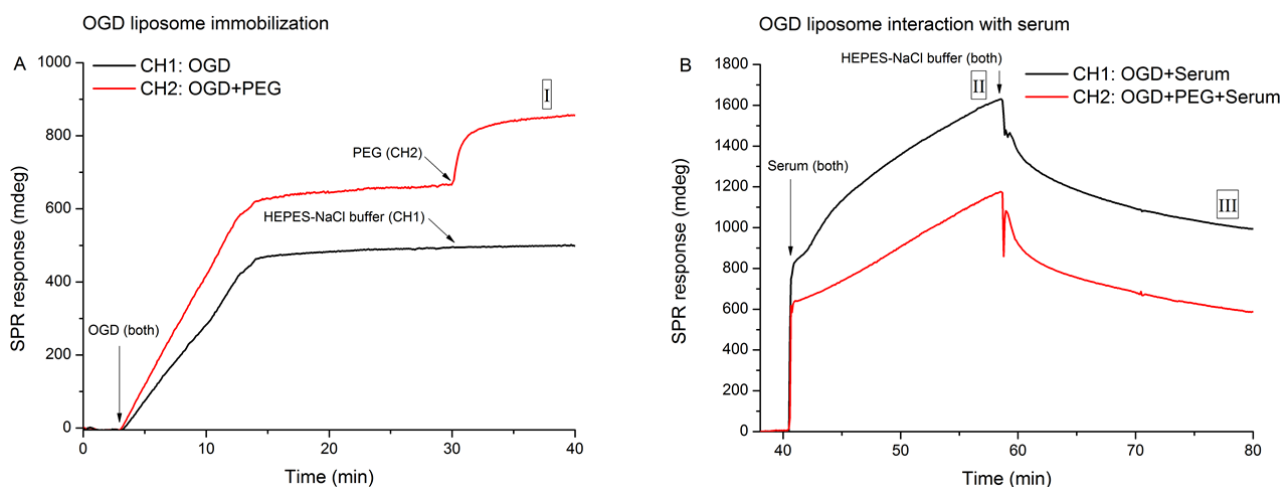 OGD liposome immobilization
A
CH1: OGD
CH2: OGD+PEG
I
PEG (CH2)
HEPES-NaCl buffer (CH1)
OGD (both)
SPR response (mdeg)
1000
800
600
400
200
0
0 10 20 30 40
Time (min)
OGD liposome interaction with serum
B
HEPES-NaCl buffer (both)
CH1: OGD+Serum
CH2: OGD+PEG+Serum
II
Serum (both)
III
SPR response (mdeg)
1800
1600
1400
1200
1000
800
600
400
200
0
40 50 60 70 80
Time (min)